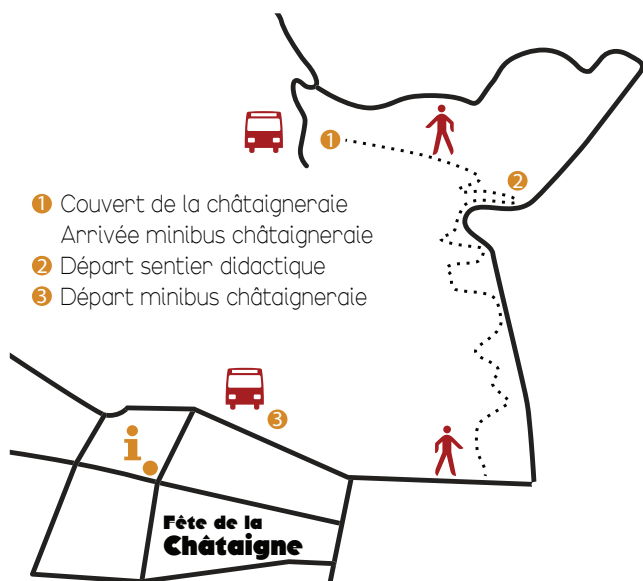 1
2
1 Couvert de la châtaigneraie
Arrivée minibus châtaigneraie
2 Départ sentier didactique
3 Départ minibus châtaigneraie
3
i
Fête de la
Châtaigne